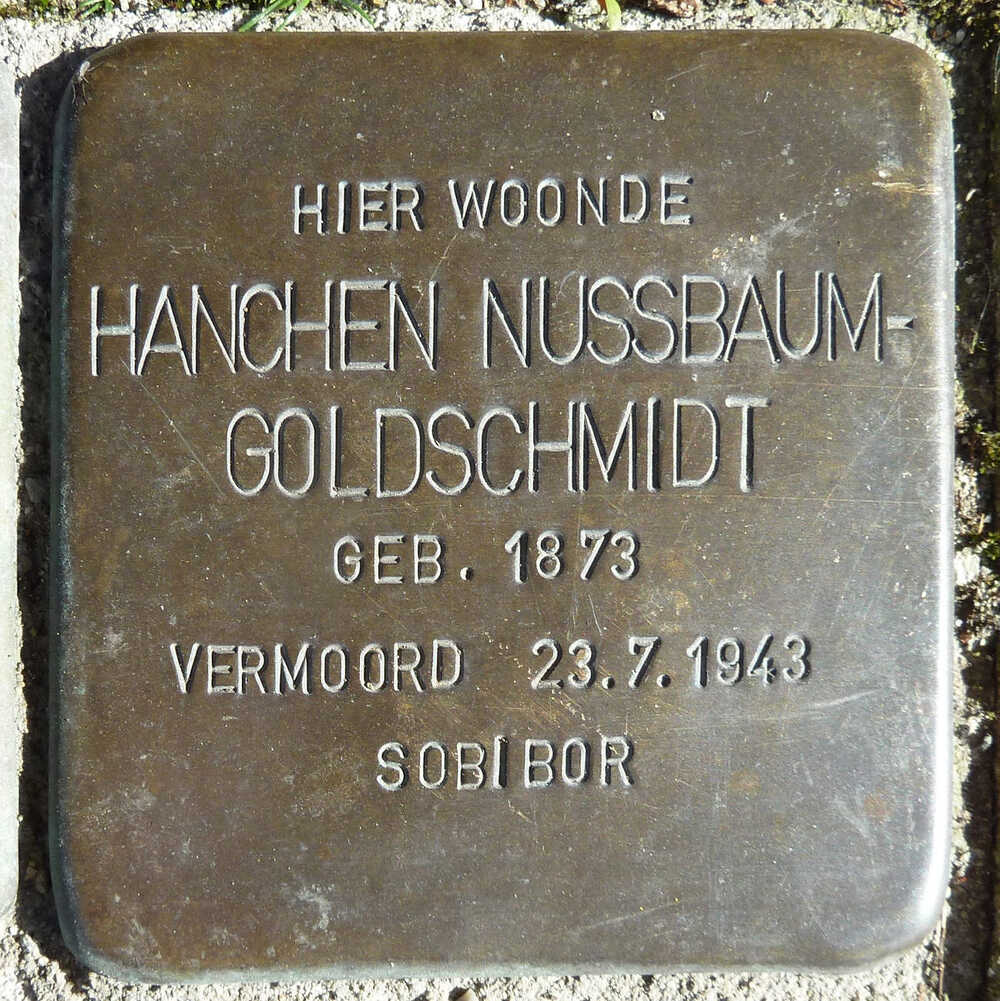 HIER WOONDE
HANCHEN NUSSBAUM-
GOLDSCHMIDT
GEB. 1873
VERMOORD 23.7.1943
SOBIBOR